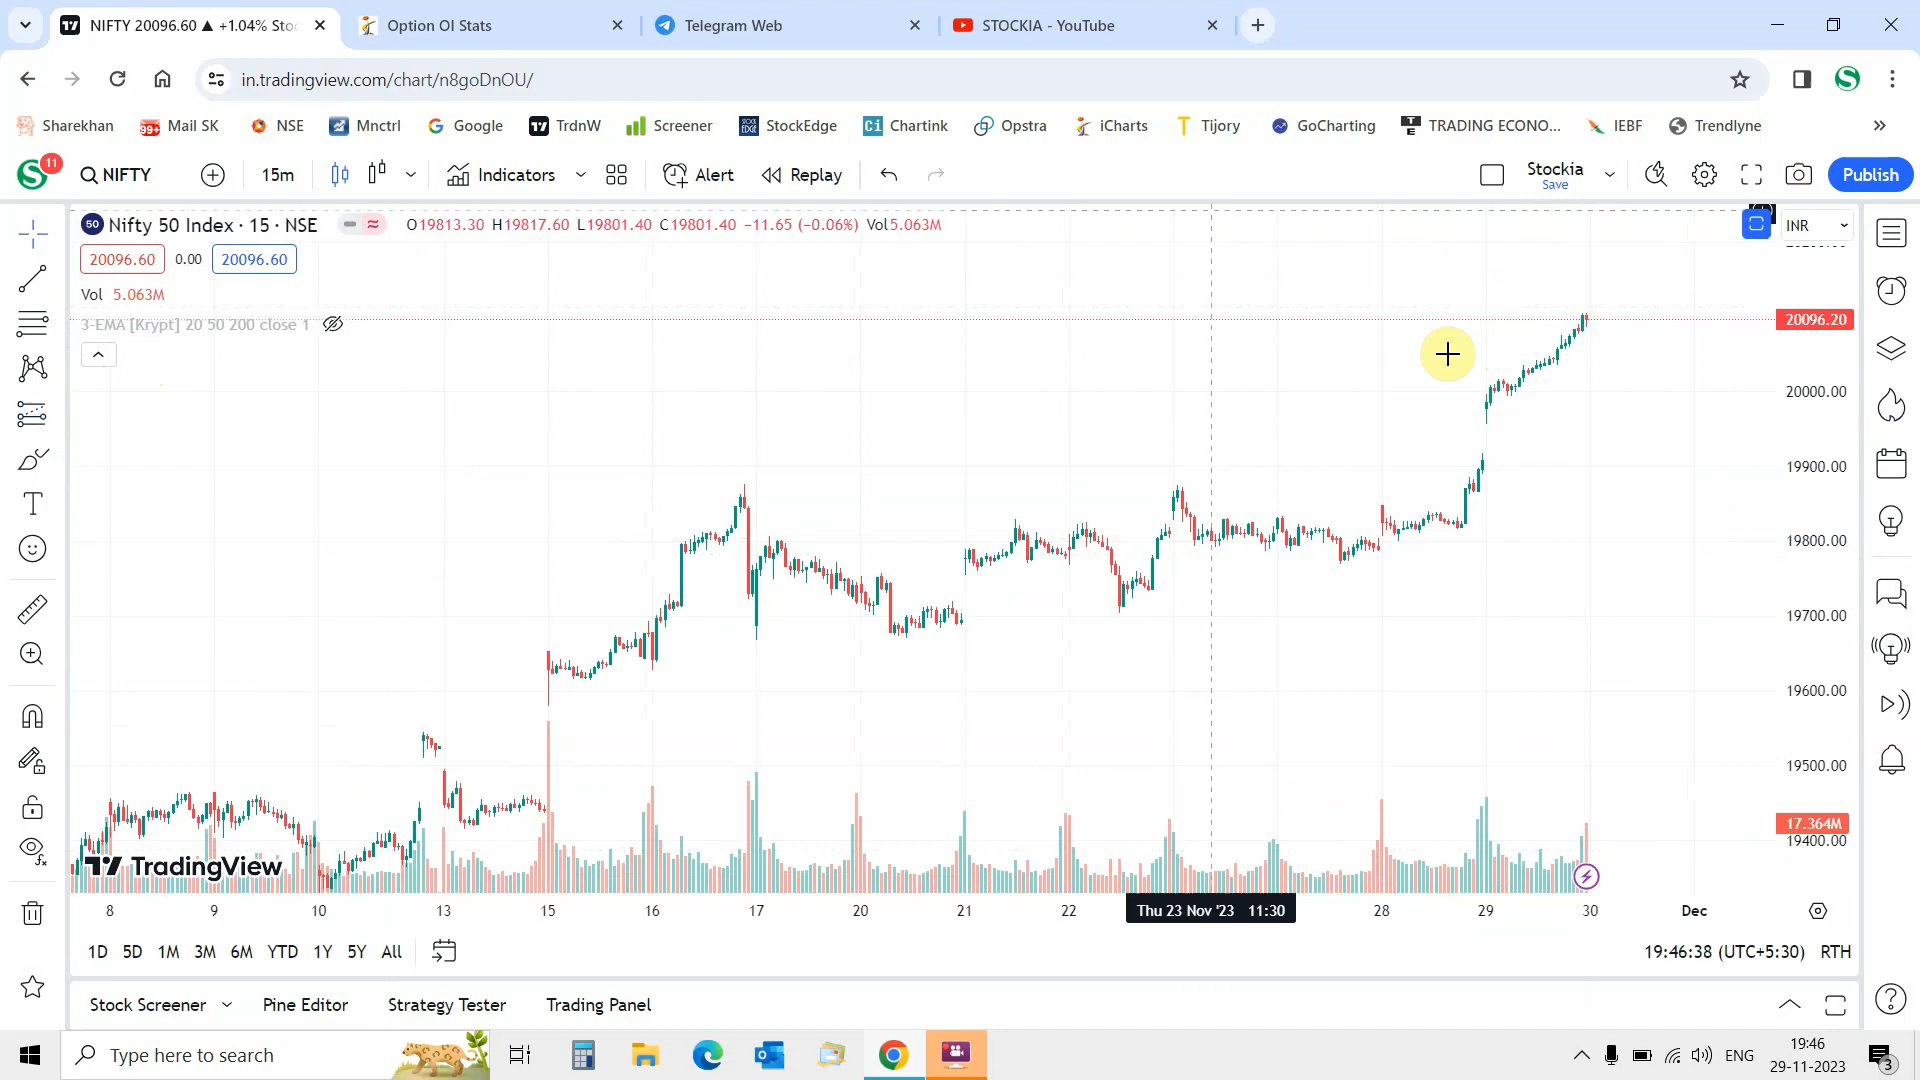 NIFTY 20096.60 ▲ +1.04% Sto
Option OI Stats
Telegram Web
STOCKIA - YouTube
in.tradingview.com/chart/n8goDnOU/
Sharekhan
99+
Mail SK
NSE
Mnctrl
Google
TrdnW
Screener
STOCK EDGE
StockEdge
Ci
Chartink
Opstra
iCharts
Tijory
GoCharting
TRADING ECONO...
IEBF
Trendlyne
11
NIFTY
15m
Indicators
Alert
Replay
Stockia
Save
Publish
50 Nifty 50 Index · 15 · NSE
O19813.30 H19817.60 L19801.40 C19801.40 −11.65 (−0.06%) Vol5.063M
INR
20096.60 0.00 20096.60
Vol 5.063M
3-EMA [Krypt] 20 50 200 close 1
20096.20
20000.00
19900.00
19800.00
19700.00
19600.00
19500.00
17.364M
19400.00
TradingView
8 9 10 13 15 16 17 20 21 22 Thu 23 Nov '23 11:30 28 29 30 Dec
1D 5D 1M 3M 6M YTD 1Y 5Y All
19:46:38 (UTC+5:30) RTH
Stock Screener Pine Editor Strategy Tester Trading Panel
Type here to search
ENG
19:46
29-11-2023
3